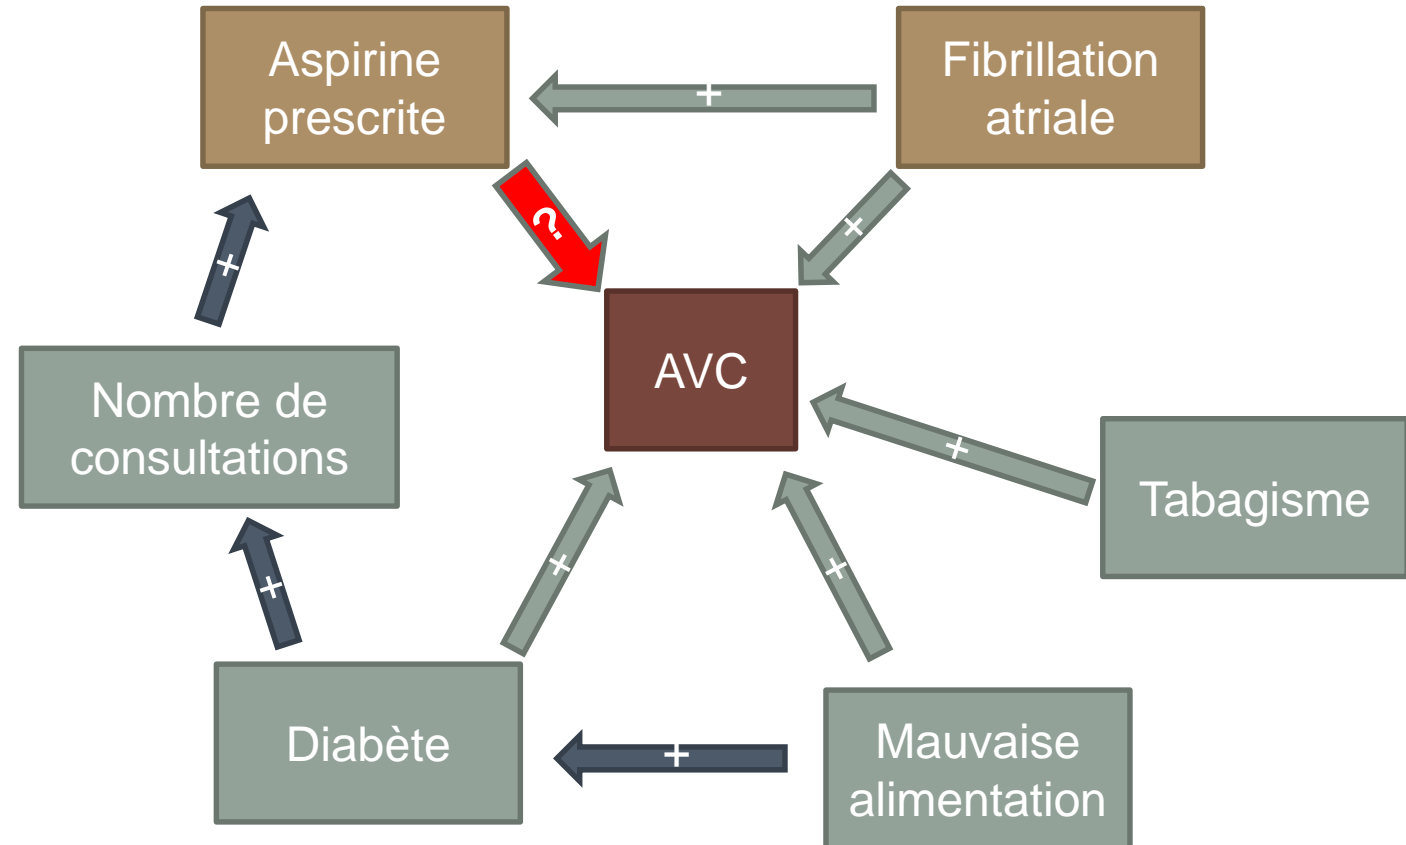 Aspirine
prescrite
+
Fibrillation
atriale
?
+
+
AVC
Nombre de
consultations
+
Tabagisme
+
+
+
Diabète
+
Mauvaise
alimentation